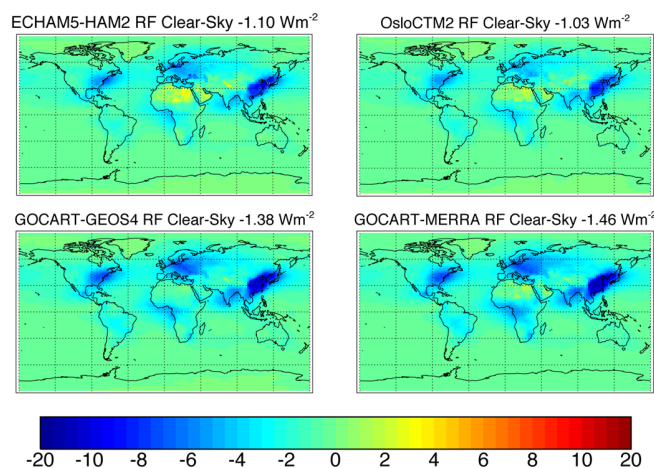 ECHAM5-HAM2 RF Clear-Sky -1.10 Wm⁻²
OsloCTM2 RF Clear-Sky -1.03 Wm⁻²
GOCART-GEOS4 RF Clear-Sky -1.38 Wm⁻²
GOCART-MERRA RF Clear-Sky -1.46 Wm⁻²
-20 -10 -8 -6 -4 -2 0 2 4 6 8 10 20